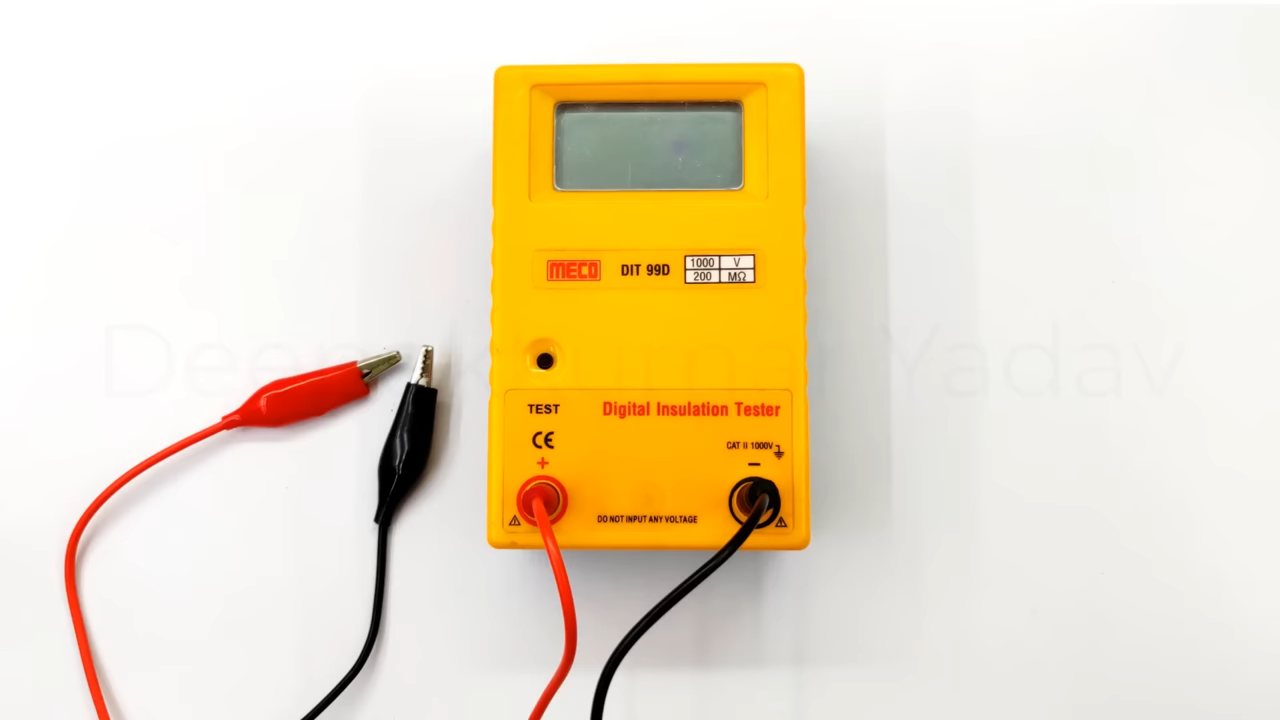 MECO DIT 99D 1000 V
200 MΩ
TEST Digital Insulation Tester
CE CAT II 1000V
+ −
DO NOT INPUT ANY VOLTAGE
Yadav